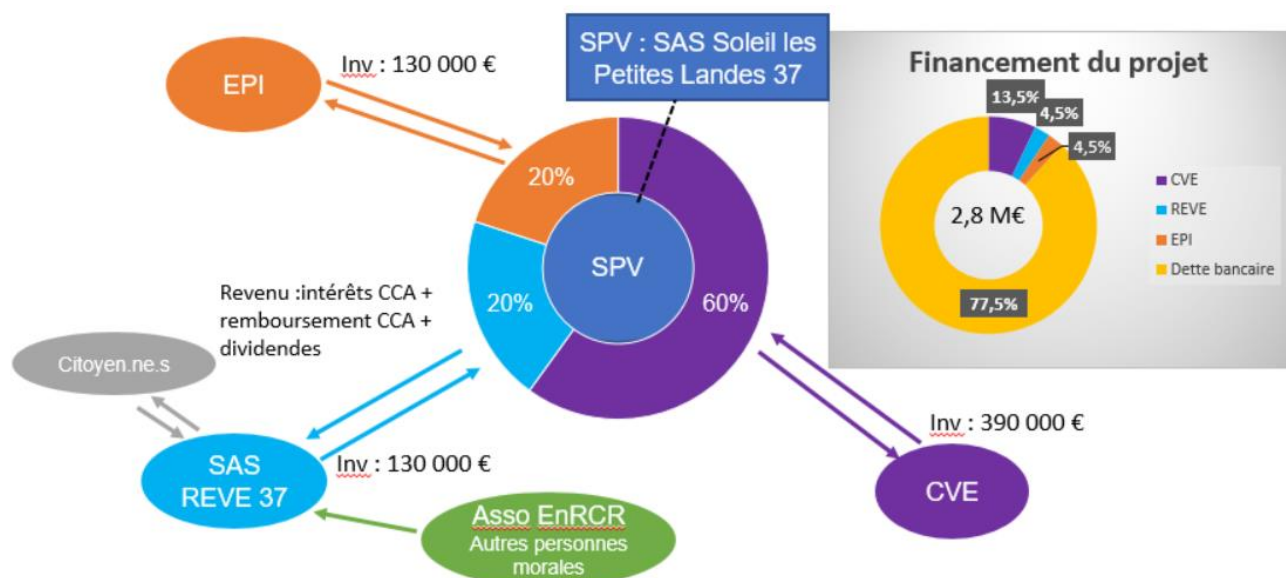 EPI
Inv : 130 000 €
SPV : SAS Soleil les
Petites Landes 37
Financement du projet
13,5%
4,5%
4,5%
CVE
REVE
EPI
Dette bancaire
2,8 M€
77,5%
20%
20%
60%
SPV
Revenu :intérêts CCA +
remboursement CCA +
dividendes
Citoyen.ne.s
SAS
REVE 37
Inv : 130 000 €
Inv : 390 000 €
CVE
Asso EnRCR
Autres personnes
morales